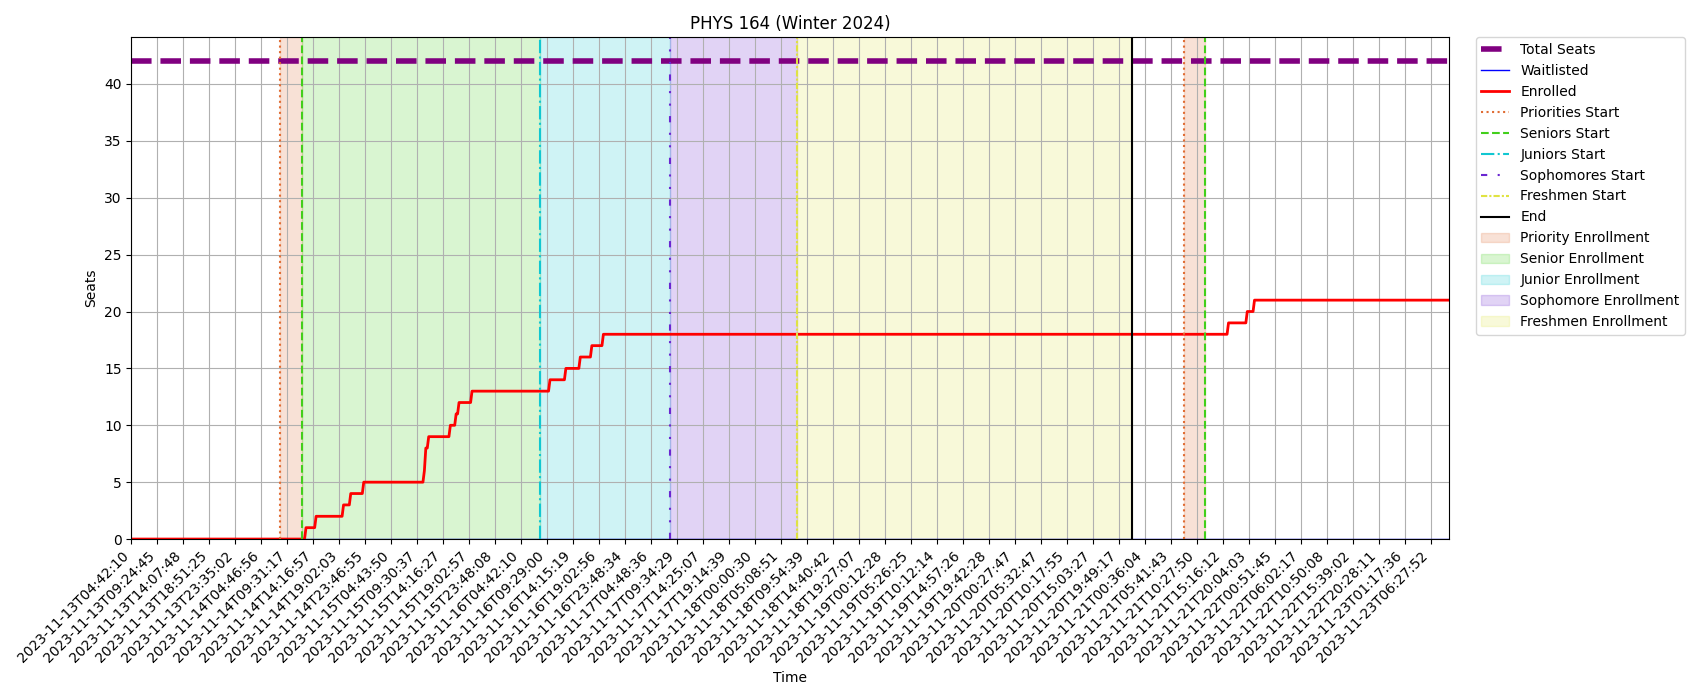 PHYS 164 (Winter 2024)
Seats
40
35
30
25
20
15
10
5
0
2023-11-13T04:42:10
2023-11-13T09:24:45
2023-11-13T14:07:48
2023-11-13T18:51:25
2023-11-13T23:35:02
2023-11-14T04:46:56
2023-11-14T09:31:17
2023-11-14T14:16:57
2023-11-14T19:02:03
2023-11-14T23:46:55
2023-11-15T04:43:50
2023-11-15T09:30:37
2023-11-15T14:16:27
2023-11-15T19:02:57
2023-11-15T23:48:08
2023-11-16T04:42:10
2023-11-16T09:29:00
2023-11-16T14:15:19
2023-11-16T19:02:56
2023-11-16T23:48:34
2023-11-17T04:48:36
2023-11-17T09:34:29
2023-11-17T14:25:07
2023-11-17T19:14:39
2023-11-18T00:00:30
2023-11-18T05:08:51
2023-11-18T09:54:39
2023-11-18T14:40:42
2023-11-18T19:27:07
2023-11-19T00:12:28
2023-11-19T05:26:25
2023-11-19T10:12:14
2023-11-19T14:57:26
2023-11-19T19:42:28
2023-11-20T00:27:47
2023-11-20T05:32:47
2023-11-20T10:17:55
2023-11-20T15:03:27
2023-11-20T19:49:17
2023-11-21T00:36:04
2023-11-21T05:41:43
2023-11-21T10:27:50
2023-11-21T15:16:12
2023-11-21T20:04:03
2023-11-22T00:51:45
2023-11-22T06:02:17
2023-11-22T10:50:08
2023-11-22T15:39:02
2023-11-22T20:28:11
2023-11-23T01:17:36
2023-11-23T06:27:52
Time
Total Seats
Waitlisted
Enrolled
Priorities Start
Seniors Start
Juniors Start
Sophomores Start
Freshmen Start
End
Priority Enrollment
Senior Enrollment
Junior Enrollment
Sophomore Enrollment
Freshmen Enrollment